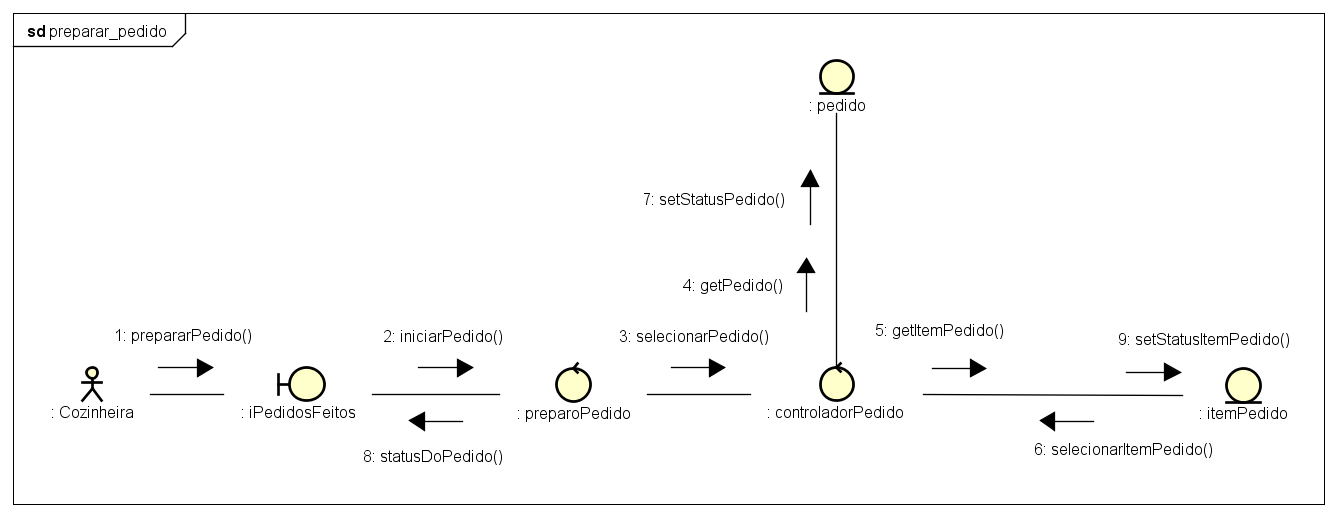 sd preparar_pedido
: pedido
7: setStatusPedido()
4: getPedido()
1: prepararPedido()
2: iniciarPedido()
3: selecionarPedido()
5: getItemPedido()
9: setStatusItemPedido()
: Cozinheira
: iPedidosFeitos
: preparoPedido
: controladorPedido
: itemPedido
8: statusDoPedido()
6: selecionarItemPedido()